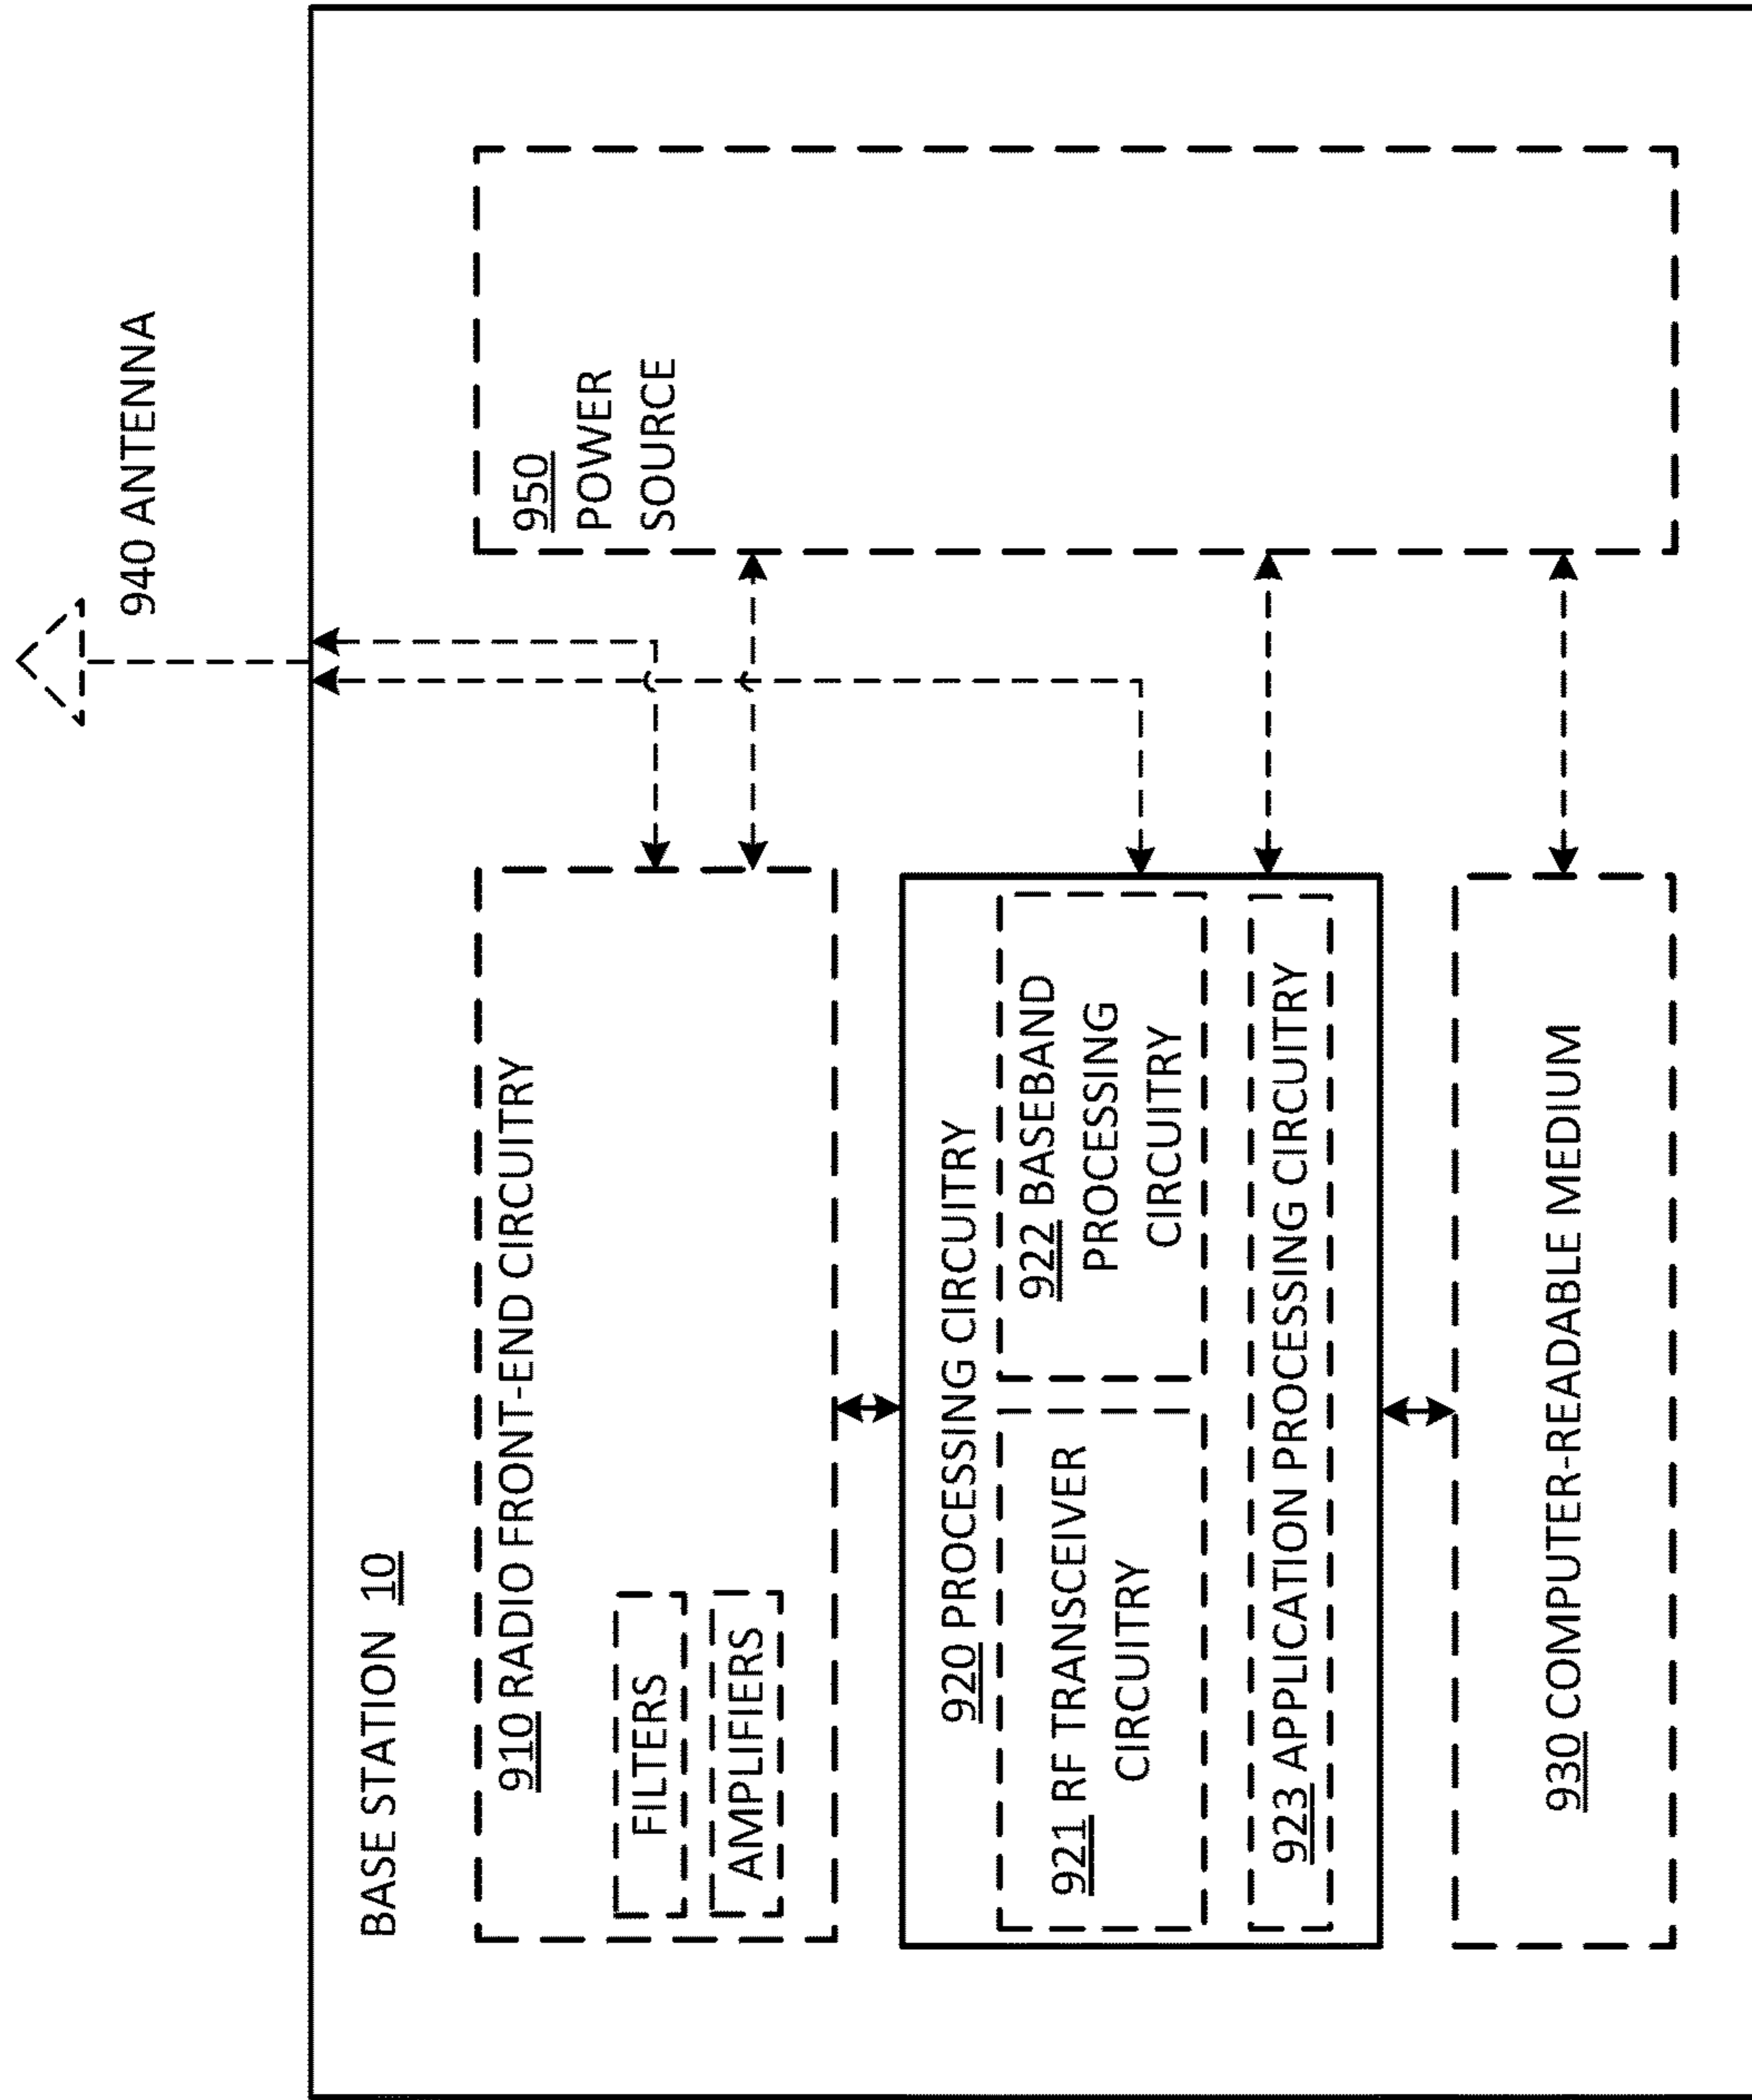 940 ANTENNA
BASE STATION 10
910 RADIO FRONT-END CIRCUITRY
FILTERS
AMPLIFIERS
950
POWER
SOURCE
920 PROCESSING CIRCUITRY
921 RF TRANSCEIVER
CIRCUITRY
922 BASEBAND
PROCESSING
CIRCUITRY
923 APPLICATION PROCESSING CIRCUITRY
930 COMPUTER-READABLE MEDIUM